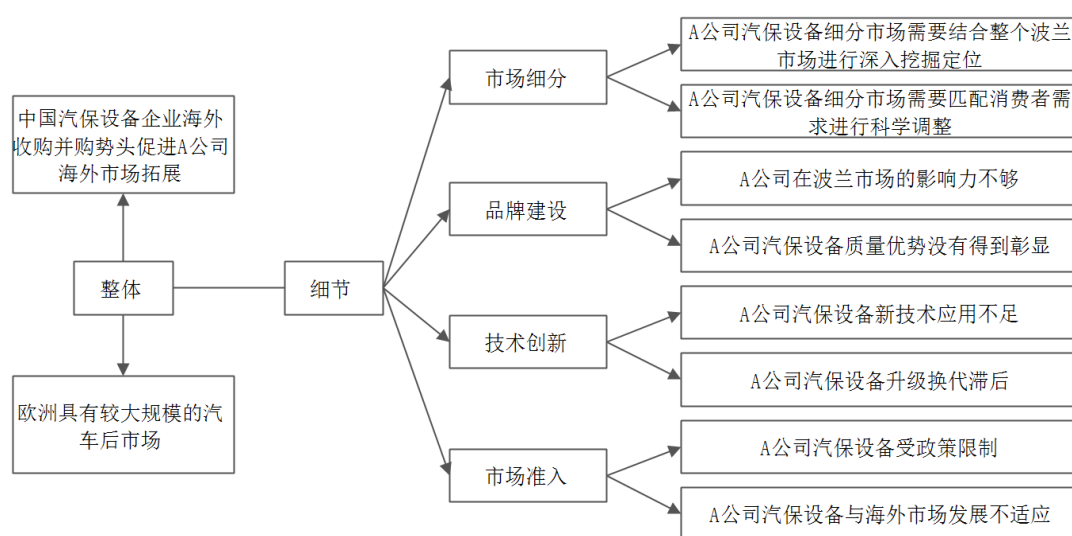 中国汽保设备企业海外
收购并购势头促进A公司
海外市场拓展
整体
欧洲具有较大规模的汽
车后市场
细节
市场细分
A公司汽保设备细分市场需要结合整个波兰
市场进行深入挖掘定位
A公司汽保设备细分市场需要匹配消费者需
求进行科学调整
品牌建设
A公司在波兰市场的影响力不够
A公司汽保设备质量优势没有得到彰显
技术创新
A公司汽保设备新技术应用不足
A公司汽保设备升级换代滞后
市场准入
A公司汽保设备受政策限制
A公司汽保设备与海外市场发展不适应